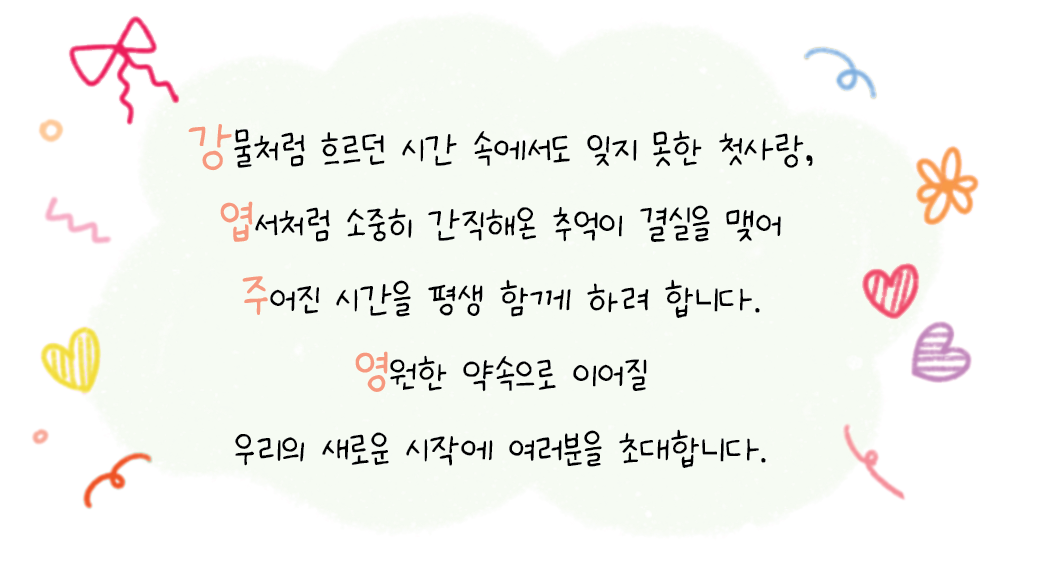 강물처럼 흐르던 시간 속에서도 잊지 못한 첫사랑,
엽서처럼 소중히 간직해온 추억이 결실을 맺어
주어진 시간을 평생 함께 하려 합니다.
영원한 약속으로 이어질
우리의 새로운 시작에 여러분을 초대합니다.